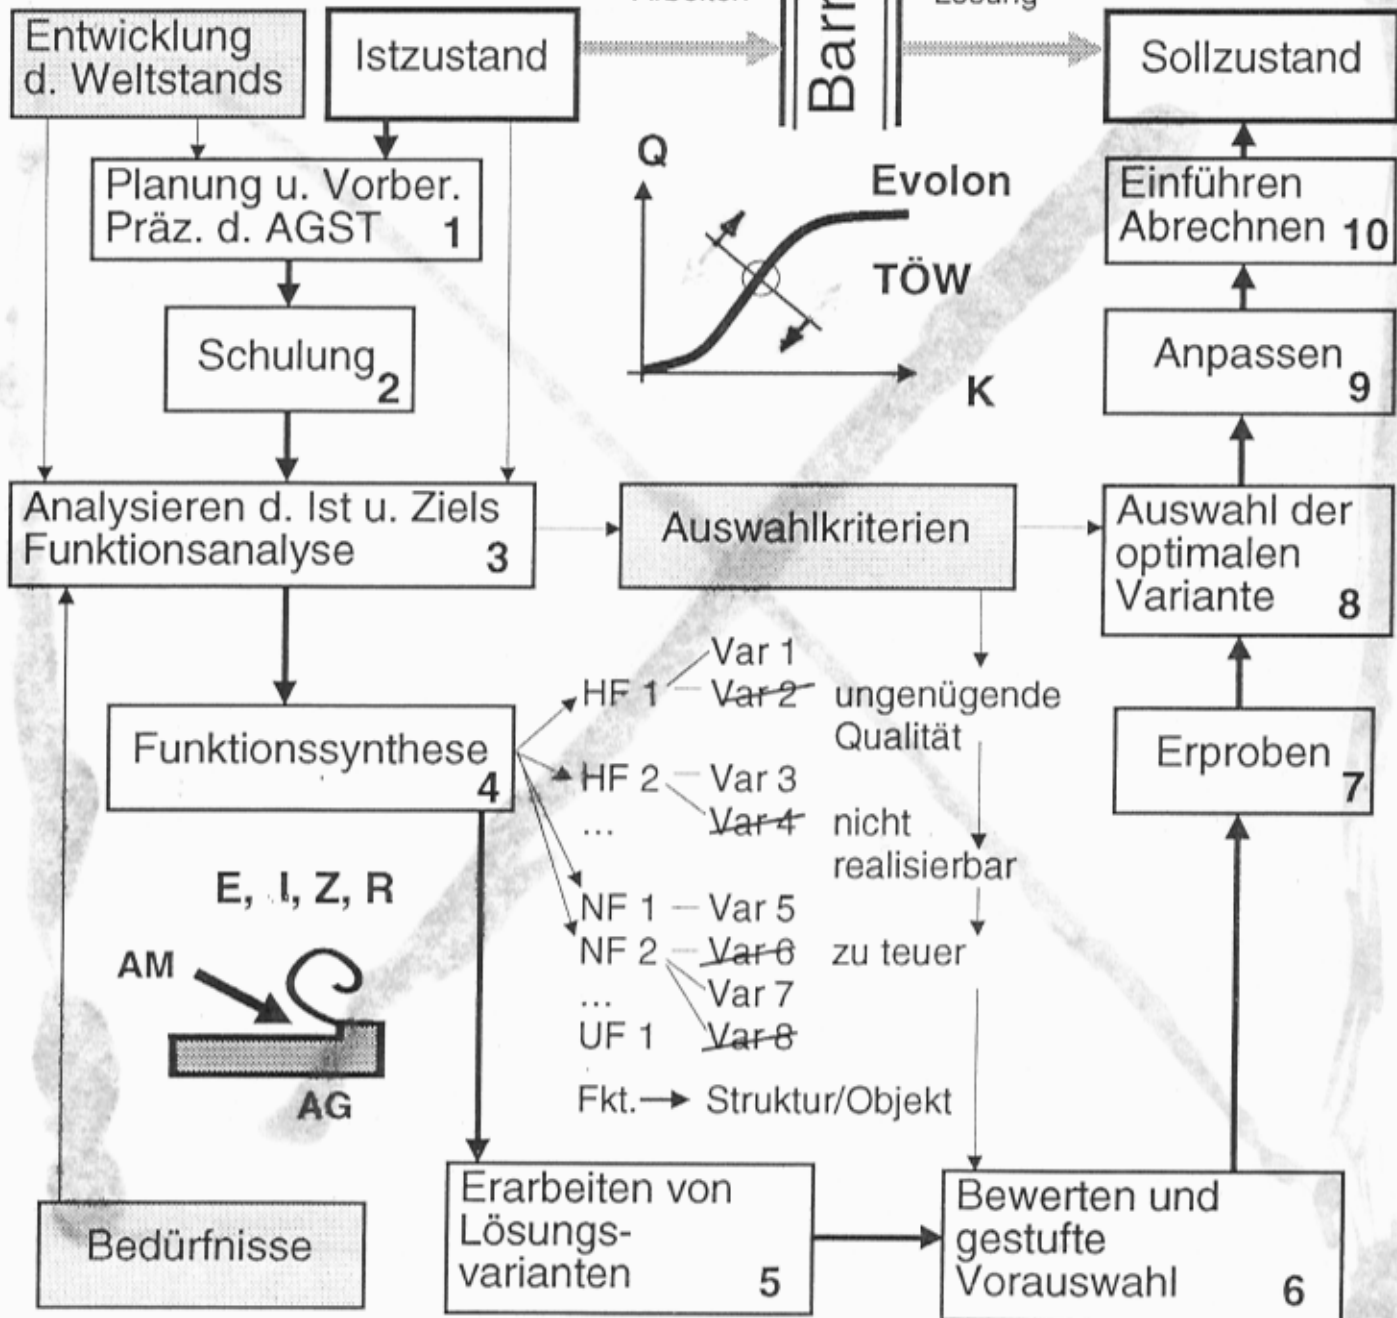 Arbeiten
Lösung
Entwicklung
d. Weltstands
Istzustand
Sollzustand
Planung u. Vorber.
Präz. d. AGST 1
Q
Evolon
TÖW
K
Einführen
Abrechnen 10
Schulung 2
Anpassen 9
Analysieren d. Ist u. Ziels
Funktionsanalyse 3
Auswahlkriterien
Auswahl der
optimalen
Variante 8
Var 1
HF 1 Var 2 ungenügende
Qualität
Funktionssynthese 4
HF 2 Var 3
... Var 4 nicht
realisierbar
Erproben 7
E, I, Z, R
NF 1 Var 5
NF 2 Var 6 zu teuer
... Var 7
UF 1 Var 8
AM
AG
Fkt. → Struktur/Objekt
Bedürfnisse
Erarbeiten von
Lösungs-
varianten 5
Bewerten und
gestufte
Vorauswahl 6